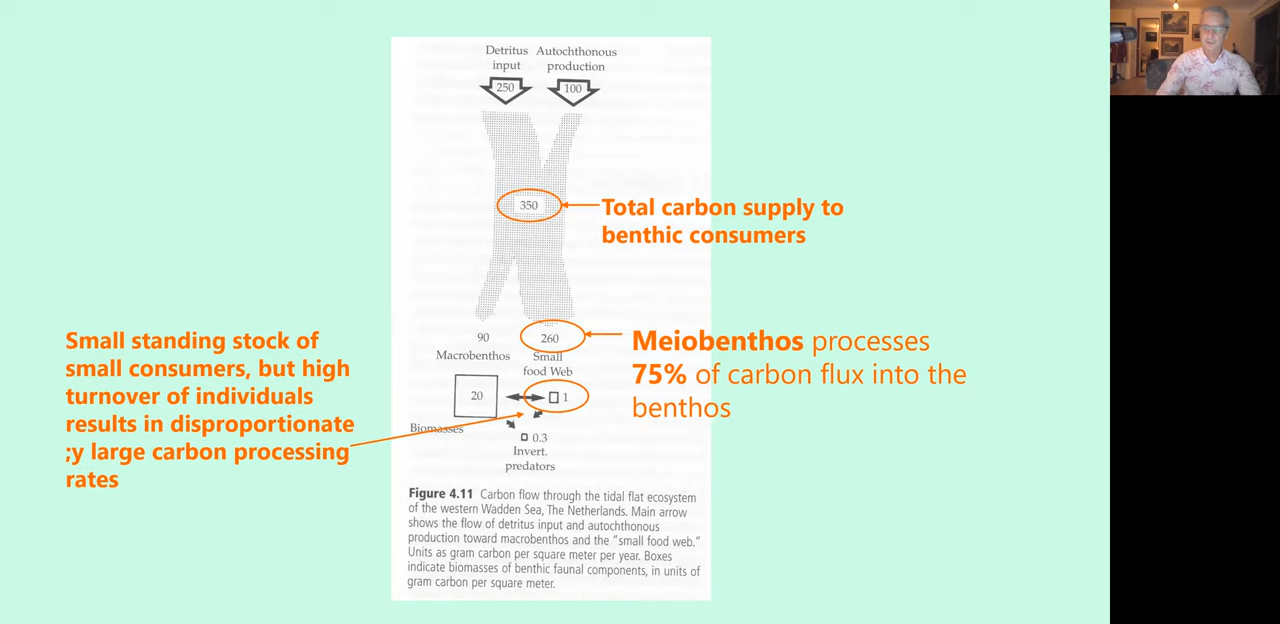 Detritus input
Autochthonous production
250
100
350
Total carbon supply to
benthic consumers
90
260
Macrobenthos
Small
food Web
20
1
Biomasses
0.3
Invert.
predators
Small standing stock of
small consumers, but high
turnover of individuals
results in disproportionate
;y large carbon processing
rates
Meiobenthos processes
75% of carbon flux into the
benthos
Figure 4.11 Carbon flow through the tidal flat ecosystem
of the western Wadden Sea, The Netherlands. Main arrow
shows the flow of detritus input and autochthonous
production toward macrobenthos and the “small food web.”
Units as gram carbon per square meter per year. Boxes
indicate biomasses of benthic faunal components, in units of
gram carbon per square meter.